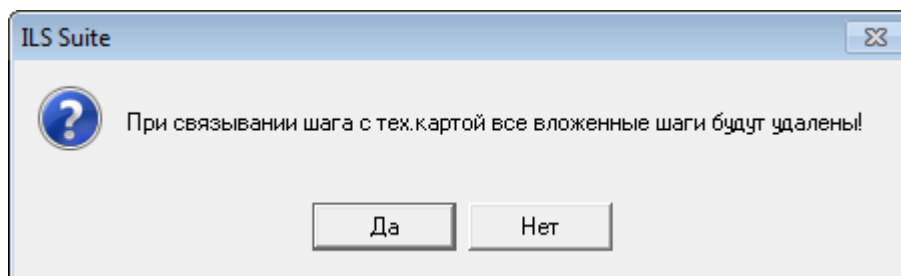 ILS Suite
При связывании шага с тех.картой все вложенные шаги будут удалены!
Да
Нет